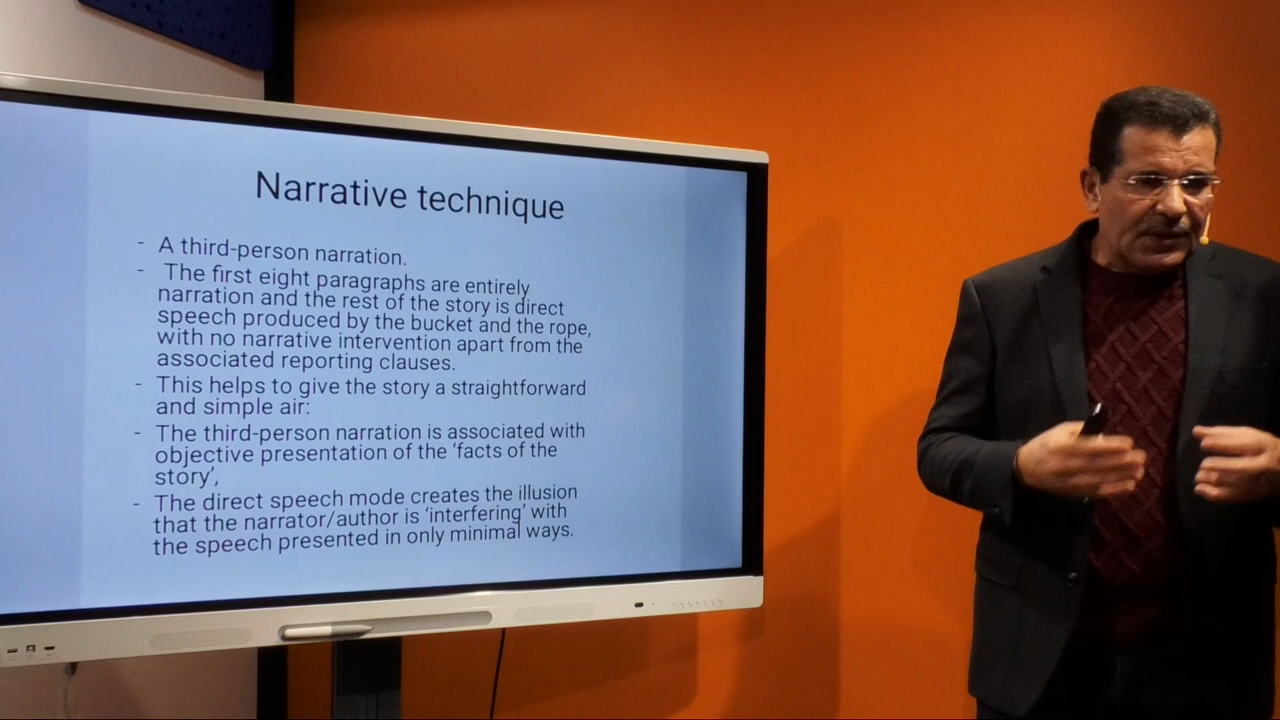 Narrative technique
- A third-person narration.
- The first eight paragraphs are entirely
narration and the rest of the story is direct
speech produced by the bucket and the rope,
with no narrative intervention apart from the
associated reporting clauses.
- This helps to give the story a straightforward
and simple air:
- The third-person narration is associated with
objective presentation of the ‘facts of the
story’,
- The direct speech mode creates the illusion
that the narrator/author is ‘interfering’ with
the speech presented in only minimal ways.